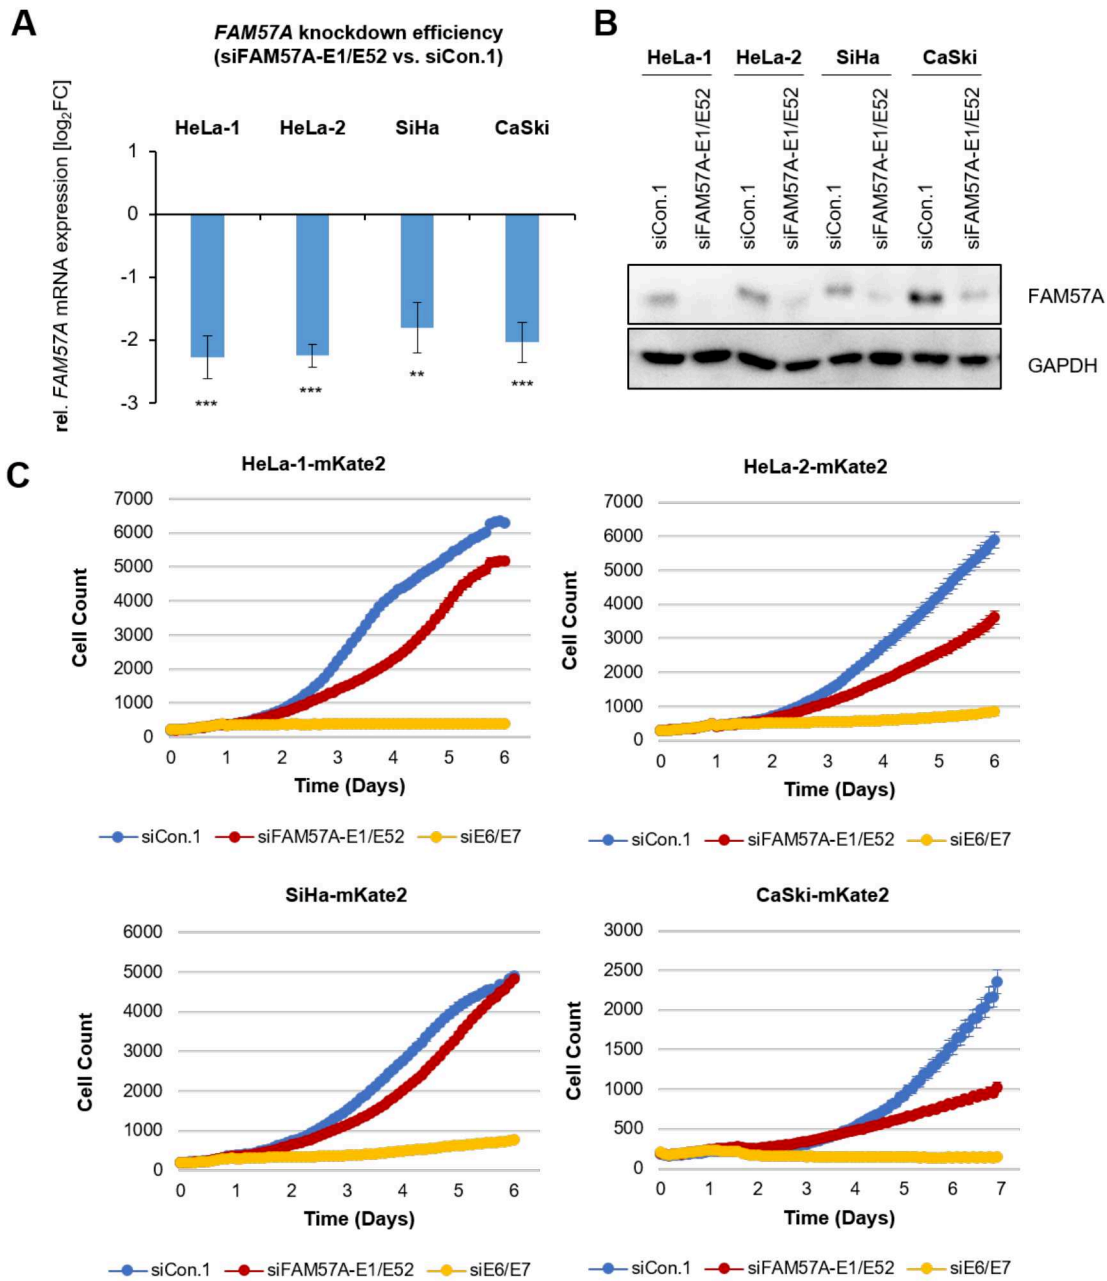 A
FAM57A knockdown efficiency
(siFAM57A-E1/E52 vs. siCon.1)
rel. FAM57A mRNA expression [log2FC]
HeLa-1 HeLa-2 SiHa CaSki
1
0
-1
-2
-3
*** *** ** ***
B
HeLa-1 HeLa-2 SiHa CaSki
siCon.1 siFAM57A-E1/E52 siCon.1 siFAM57A-E1/E52 siCon.1 siFAM57A-E1/E52 siCon.1 siFAM57A-E1/E52
FAM57A
GAPDH
C
HeLa-1-mKate2
Cell Count
7000
6000
5000
4000
3000
2000
1000
0
0 1 2 3 4 5 6
Time (Days)
siCon.1 siFAM57A-E1/E52 siE6/E7
HeLa-2-mKate2
Cell Count
7000
6000
5000
4000
3000
2000
1000
0
0 1 2 3 4 5 6
Time (Days)
siCon.1 siFAM57A-E1/E52 siE6/E7
SiHa-mKate2
Cell Count
6000
5000
4000
3000
2000
1000
0
0 1 2 3 4 5 6
Time (Days)
siCon.1 siFAM57A-E1/E52 siE6/E7
CaSki-mKate2
Cell Count
3000
2500
2000
1500
1000
500
0
0 1 2 3 4 5 6 7
Time (Days)
siCon.1 siFAM57A-E1/E52 siE6/E7